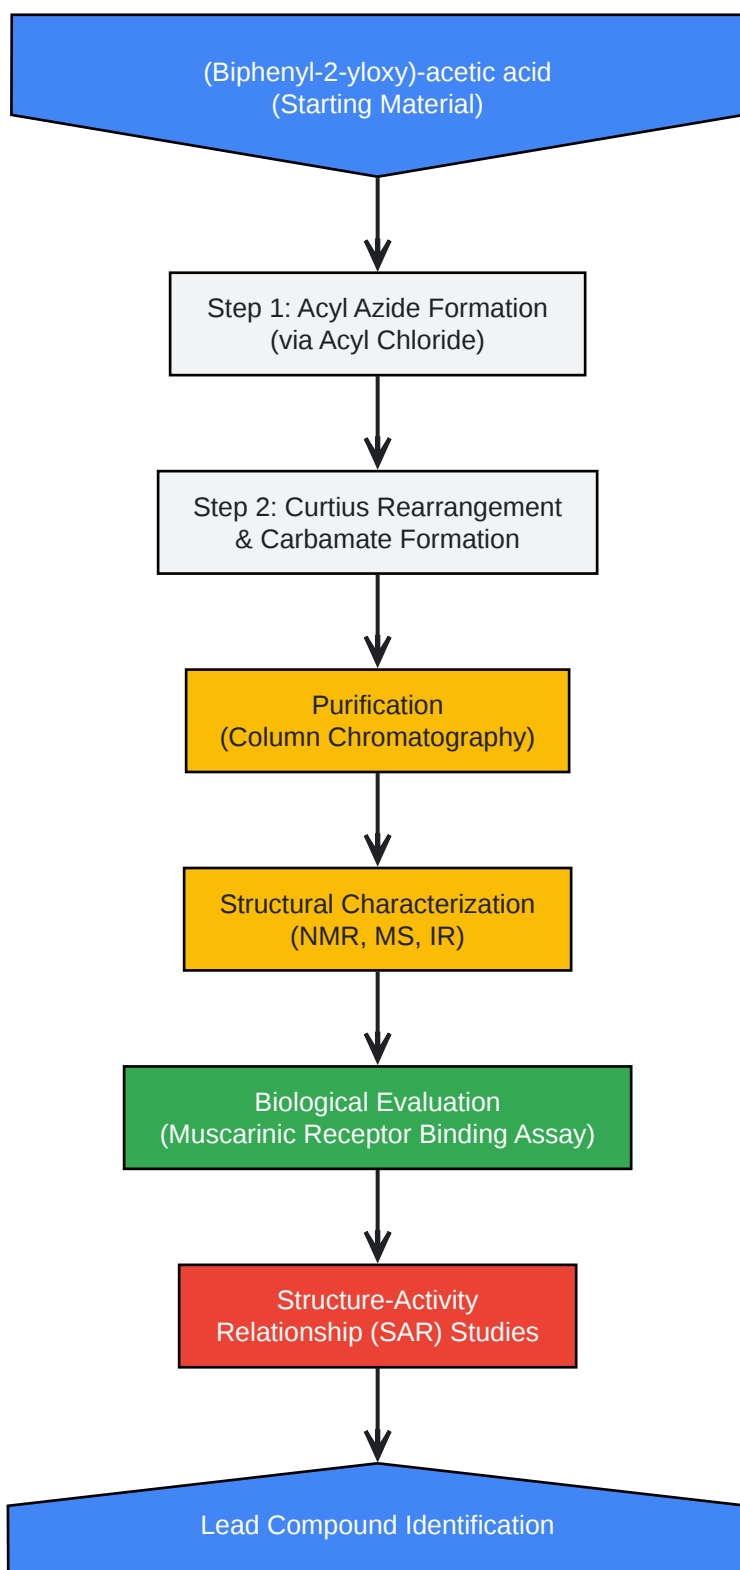 (Biphenyl-2-yloxy)-acetic acid
(Starting Material)
Step 1: Acyl Azide Formation
(via Acyl Chloride)
Step 2: Curtius Rearrangement
& Carbamate Formation
Purification
(Column Chromatography)
Structural Characterization
(NMR, MS, IR)
Biological Evaluation
(Muscarinic Receptor Binding Assay)
Structure-Activity
Relationship (SAR) Studies
Lead Compound Identification